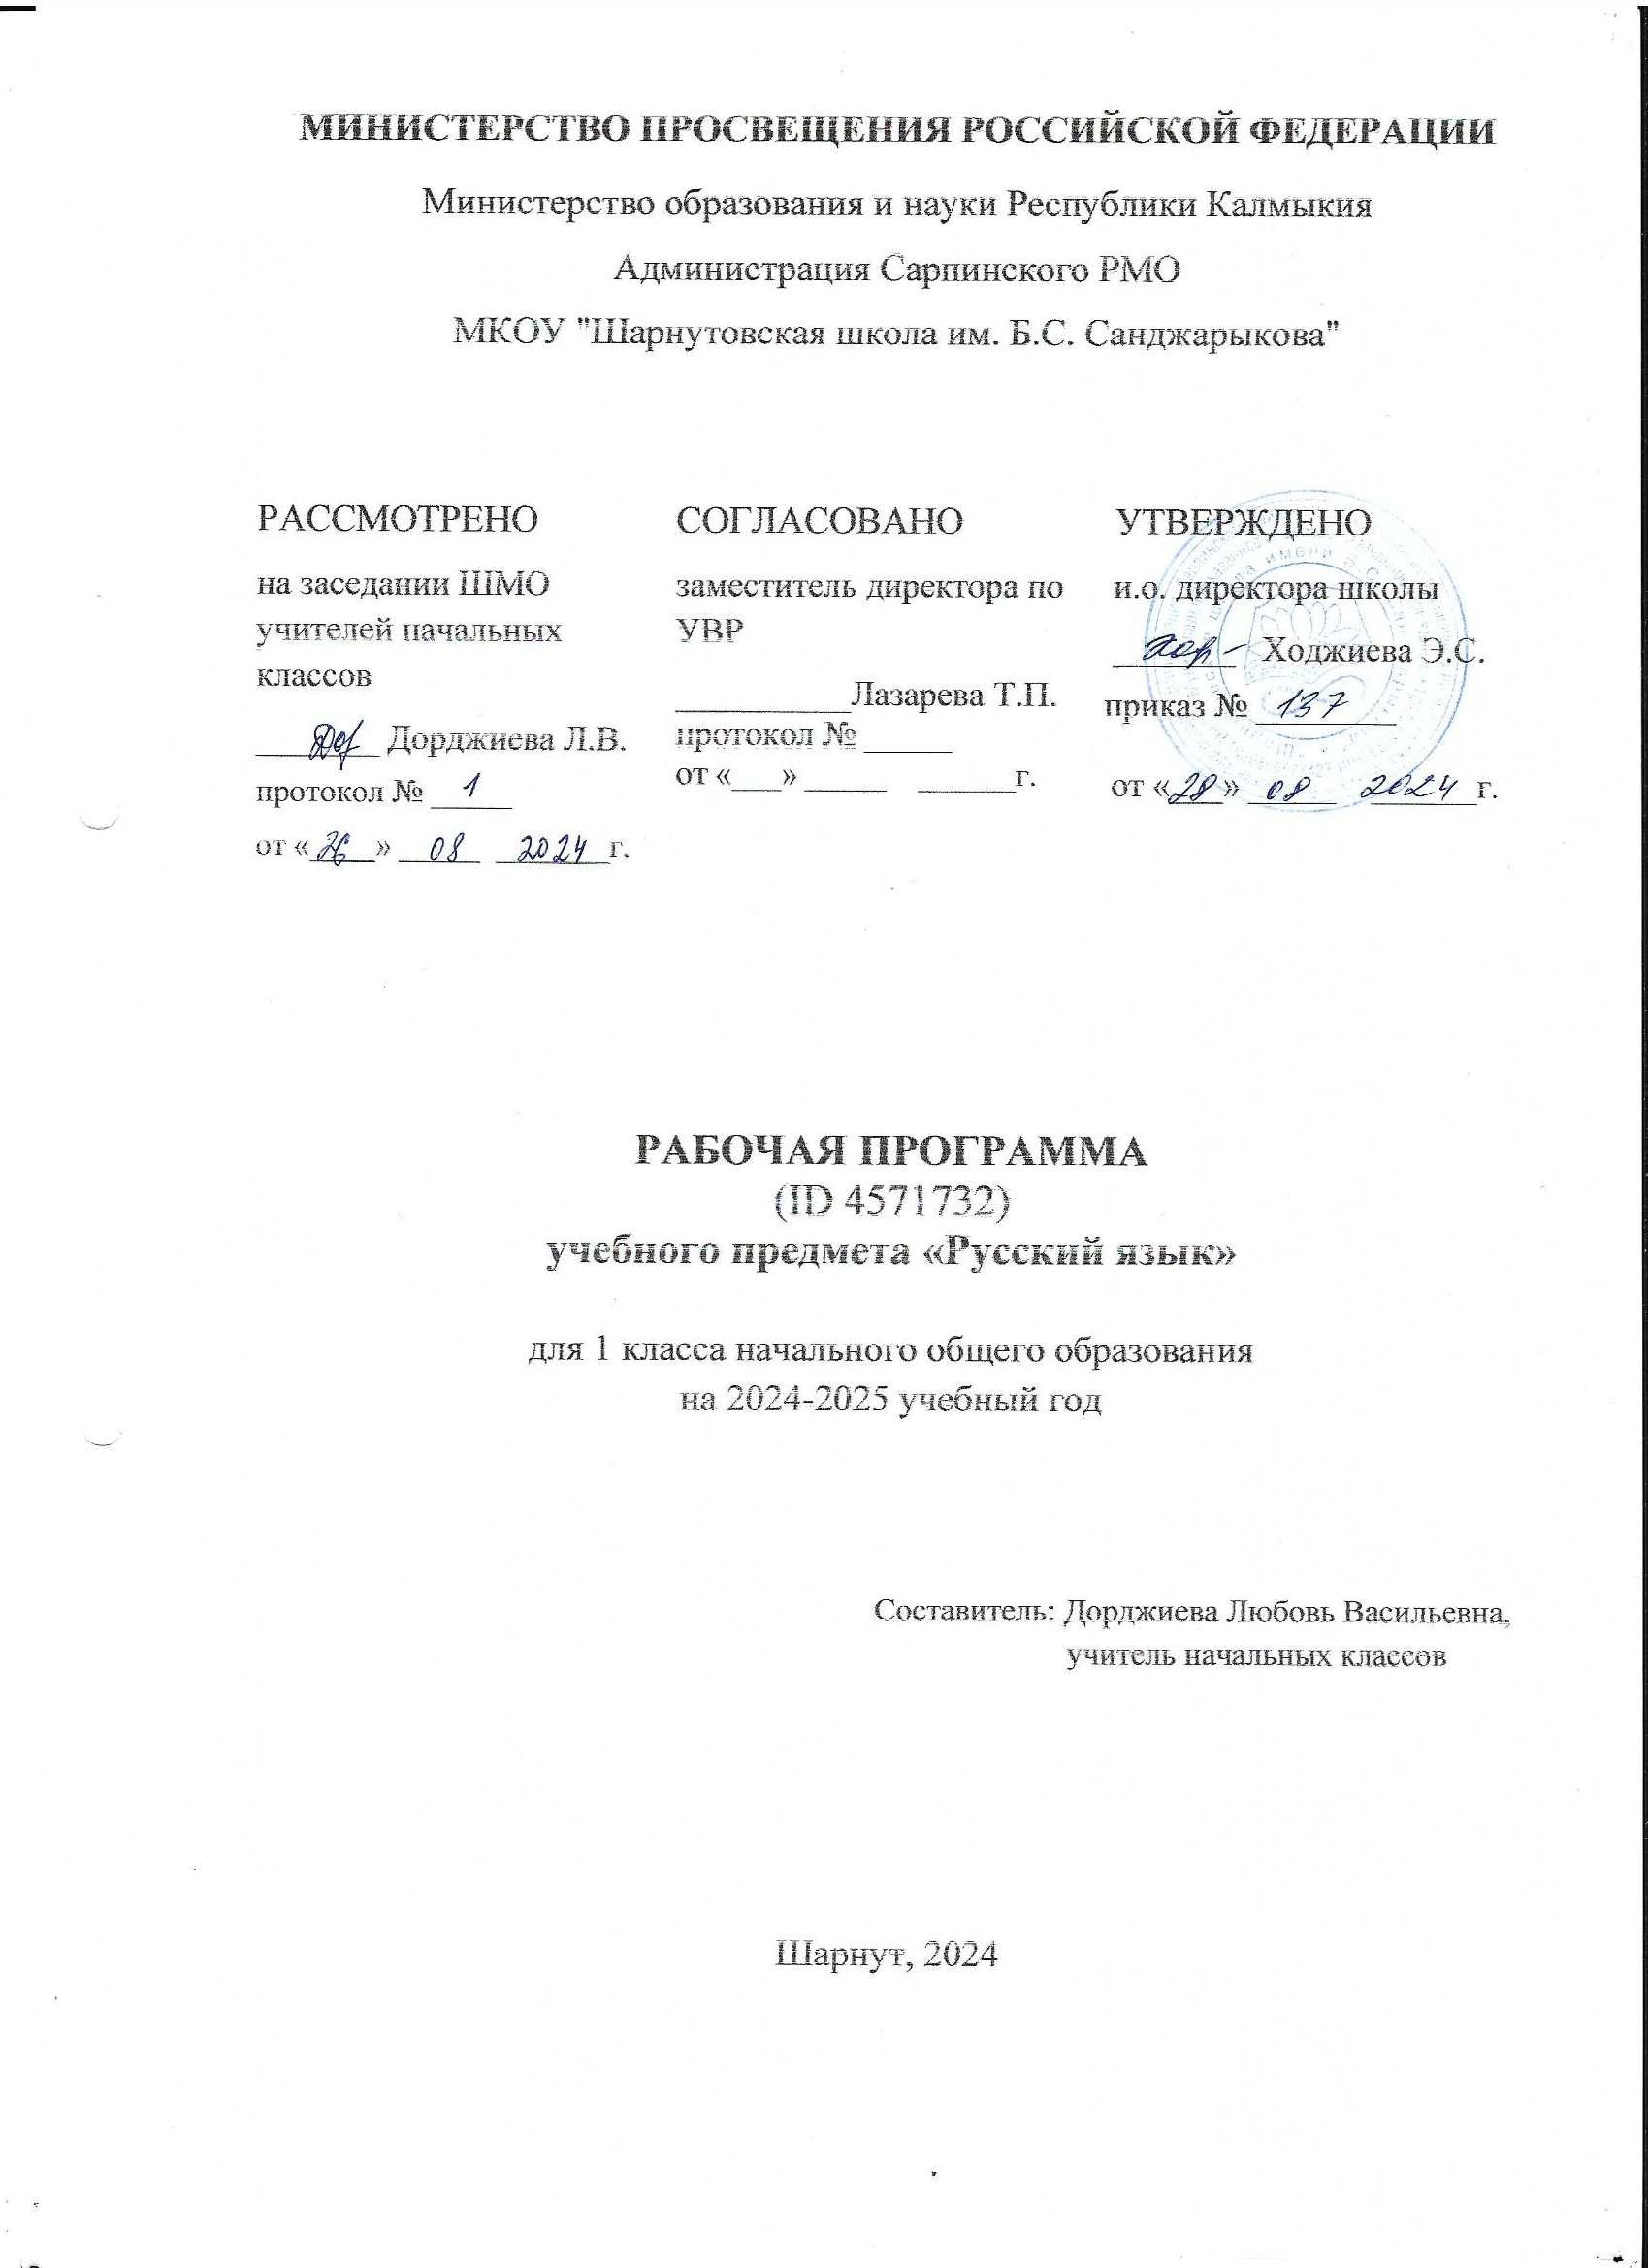 МИНИСТЕРСТВО ПРОСВЕЩЕНИЯ РОССИЙСКОЙ ФЕДЕРАЦИИ
Министерство образования и науки Республики Калмыкия
Администрация Сарпинского РМО
МКОУ "Шарнутовская школа им. Б.С. Санджарыкова"
РАССМОТРЕНО
на заседании ШМО
учителей начальных
классов
_______ Дорджиева Л.В.
протокол № 1
от «26» 08 2024 г.
СОГЛАСОВАНО
заместитель директора по
УВР
__________Лазарева Т.П.
протокол № _____
от «___» _____ ______г.
УТВЕРЖДЕНО
и.о. директора школы
_______ Ходжиева Э.С.
приказ № 137
от «28» 08 2024 г.
РАБОЧАЯ ПРОГРАММА
(ID 4571732)
учебного предмета «Русский язык»
для 1 класса начального общего образования
на 2024-2025 учебный год
Составитель: Дорджиева Любовь Васильевна,
учитель начальных классов
Шарнут, 2024